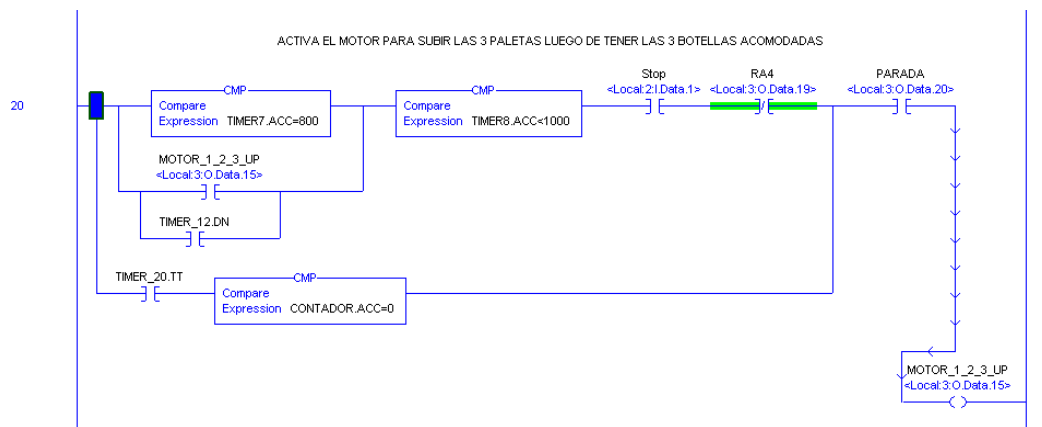 ACTIVA EL MOTOR PARA SUBIR LAS 3 PALETAS LUEGO DE TENER LAS 3 BOTELLAS ACOMODADAS
20
CMP
Compare
Expression TIMER7.ACC=800
CMP
Compare
Expression TIMER8.ACC<1000
Stop
<Local:2:I.Data.1>
RA4
<Local:3:O.Data.19>
PARADA
<Local:3:O.Data.20>
MOTOR_1_2_3_UP
<Local:3:O.Data.15>
TIMER_12.DN
TIMER_20.TT
CMP
Compare
Expression CONTADOR.ACC=0
MOTOR_1_2_3_UP
<Local:3:O.Data.15>